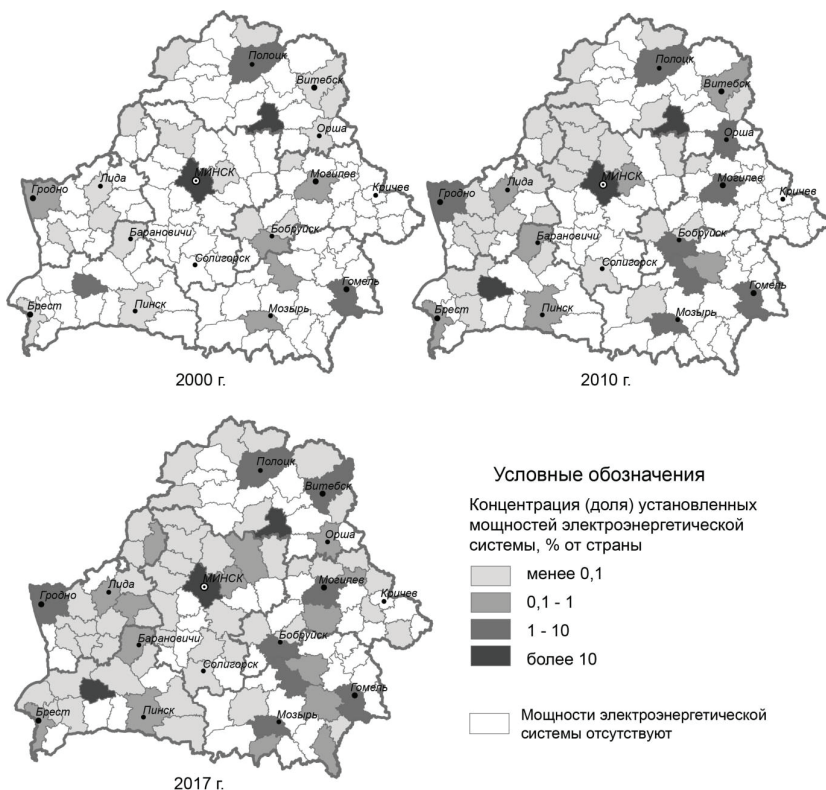 Полоцк
Витебск
Орша
МИНСК
Могилев
Кричев
Лида
Гродно
Барановичи
Бобруйск
Солигорск
Гомель
Брест
Пинск
Мозырь
2000 г.
Полоцк
Витебск
Орша
МИНСК
Могилев
Кричев
Лида
Гродно
Барановичи
Бобруйск
Солигорск
Гомель
Брест
Пинск
Мозырь
2010 г.
Полоцк
Витебск
Орша
МИНСК
Могилев
Кричев
Лида
Гродно
Барановичи
Бобруйск
Солигорск
Гомель
Брест
Пинск
Мозырь
2017 г.
Условные обозначения
Концентрация (доля) установленных
мощностей электроэнергетической
системы, % от страны
менее 0,1
0,1 - 1
1 - 10
более 10
Мощности электроэнергетической
системы отсутствуют